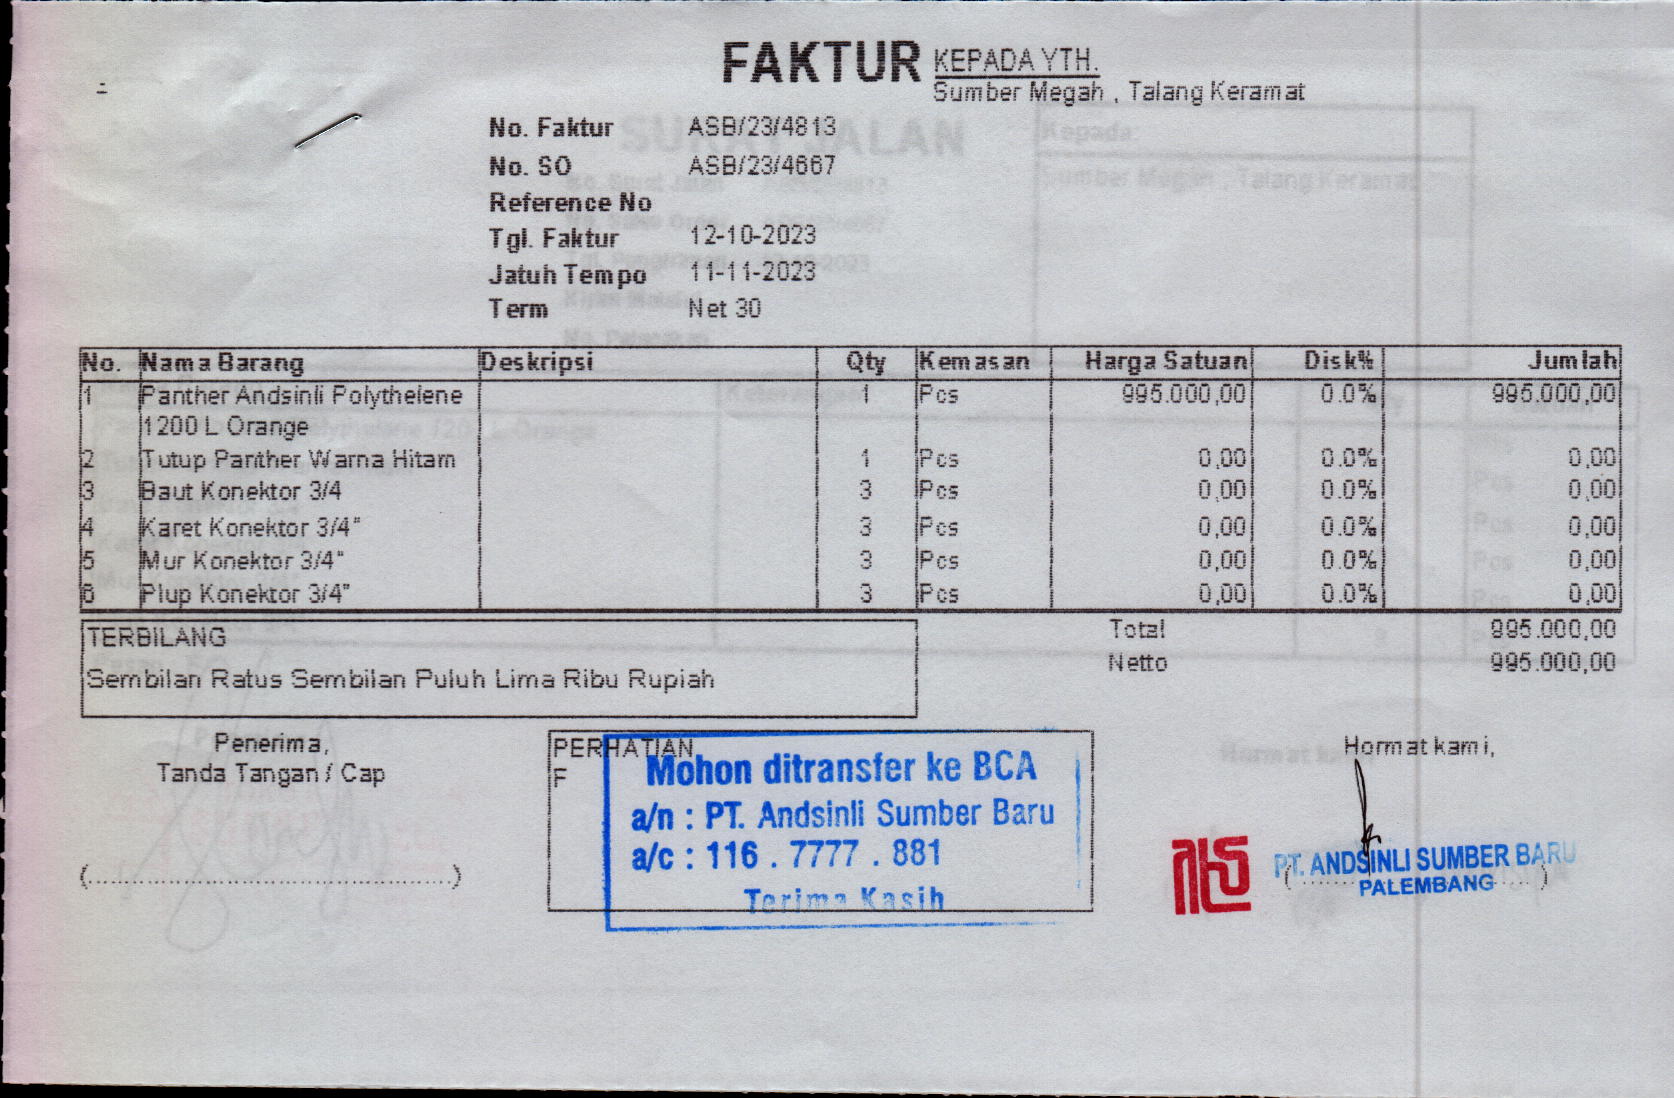 FAKTUR
KEPADA YTH.
Sumber Megah , Talang Keramat
No. Faktur ASB/23/4813
No. SO ASB/23/4667
Reference No
Tgl. Faktur 12-10-2023
Jatuh Tempo 11-11-2023
Term Net 30
No. Nama Barang Deskripsi Qty Kemasan Harga Satuan Disk% Jumlah
1 Panther Andsinli Polythelene 1 Pcs 995.000,00 0.0% 995.000,00
1200 L Orange
2 Tutup Panther Warna Hitam 1 Pcs 0,00 0.0% 0,00
3 Baut Konektor 3/4 3 Pcs 0,00 0.0% 0,00
4 Karet Konektor 3/4" 3 Pcs 0,00 0.0% 0,00
5 Mur Konektor 3/4" 3 Pcs 0,00 0.0% 0,00
6 Plup Konektor 3/4" 3 Pcs 0,00 0.0% 0,00
Total 995.000,00
Netto 995.000,00
TERBILANG
Sembilan Ratus Sembilan Puluh Lima Ribu Rupiah
Penerima,
Tanda Tangan / Cap
(..................................................)
PERHATIAN
F
Mohon ditransfer ke BCA
a/n : PT. Andsinli Sumber Baru
a/c : 116 . 7777 . 881
Terima Kasih
Hormat kami,
PT. ANDSINLI SUMBER BARU
PALEMBANG